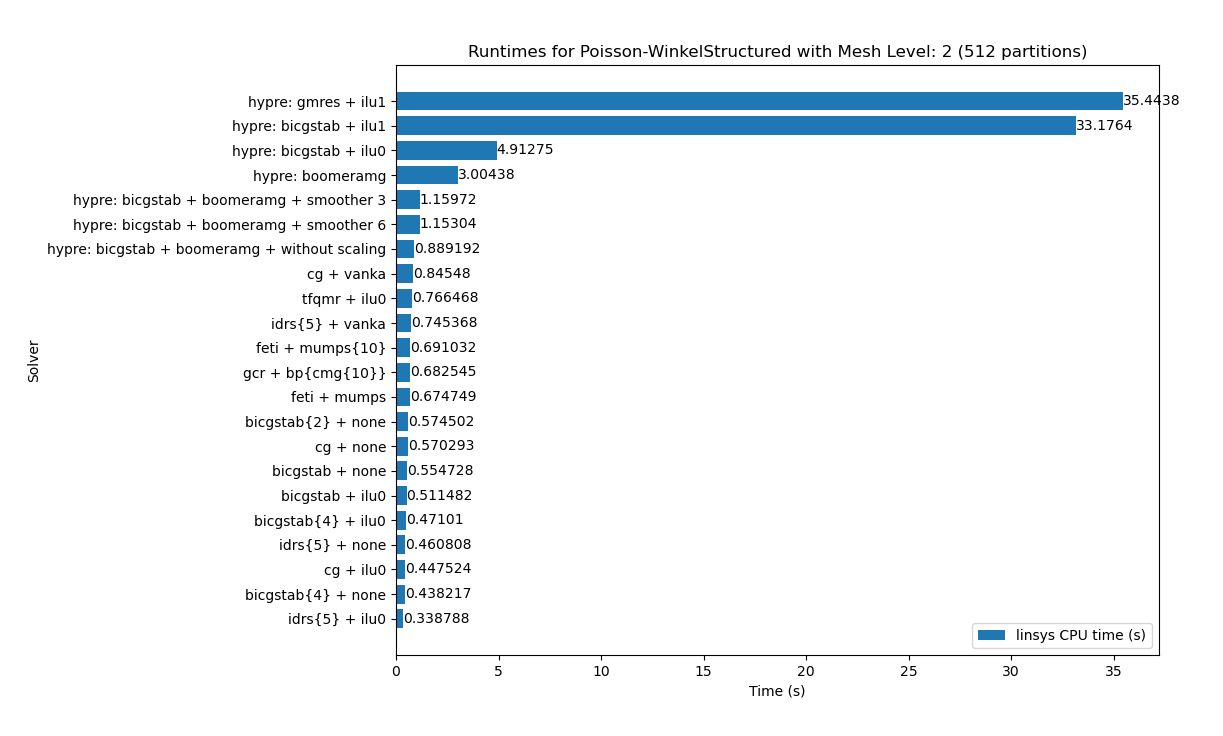 Runtimes for Poisson-WinkelStructured with Mesh Level: 2 (512 partitions)
Solver
hypre: gmres + ilu1 35.4438
hypre: bicgstab + ilu1 33.1764
hypre: bicgstab + ilu0 4.91275
hypre: boomeramg 3.00438
hypre: bicgstab + boomeramg + smoother 3 1.15972
hypre: bicgstab + boomeramg + smoother 6 1.15304
hypre: bicgstab + boomeramg + without scaling 0.889192
cg + vanka 0.84548
tfqmr + ilu0 0.766468
idrs{5} + vanka 0.745368
feti + mumps{10} 0.691032
gcr + bp{cmg{10}} 0.682545
feti + mumps 0.674749
bicgstab{2} + none 0.574502
cg + none 0.570293
bicgstab + none 0.554728
bicgstab + ilu0 0.511482
bicgstab{4} + ilu0 0.47101
idrs{5} + none 0.460808
cg + ilu0 0.447524
bicgstab{4} + none 0.438217
idrs{5} + ilu0 0.338788
linsys CPU time (s)
0 5 10 15 20 25 30 35
Time (s)